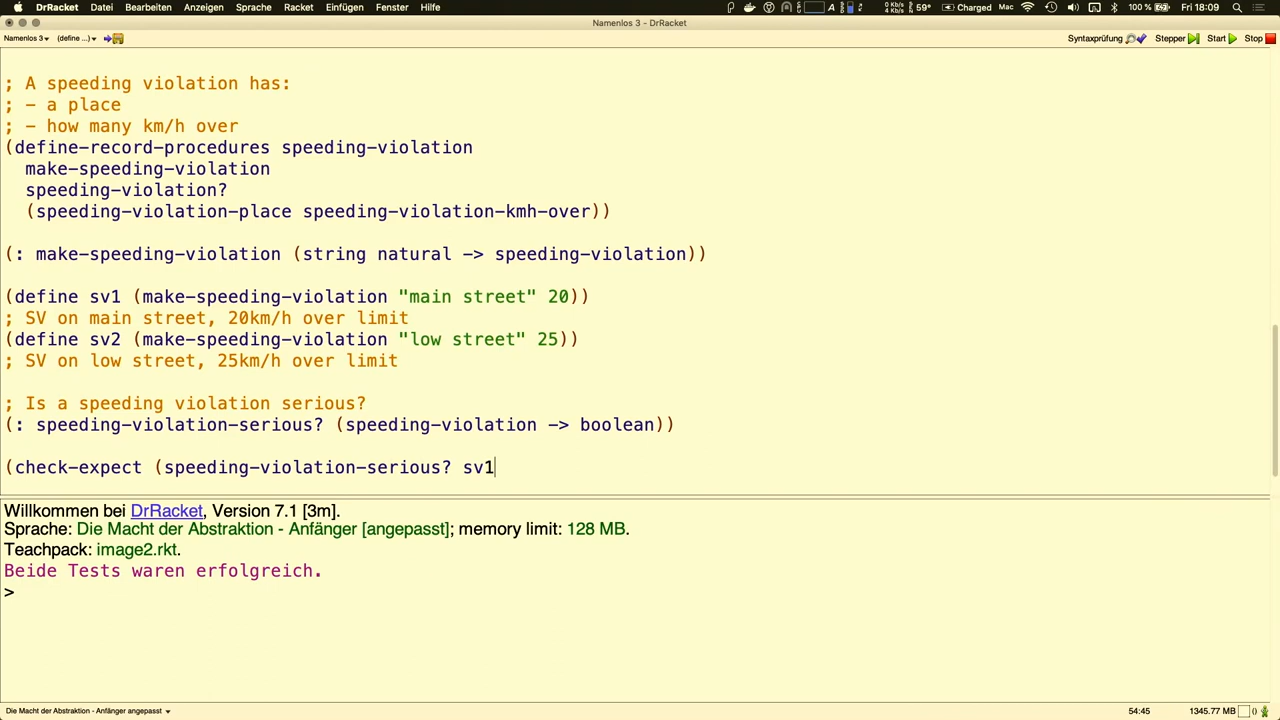 DrRacket Datei Bearbeiten Anzeigen Sprache Racket Einfügen Fenster Hilfe 0 KB/s 0 KB/s 59° Charged Mac 100 % Fri 18:09
Namenlos 3 - DrRacket
Namenlos 3 (define ...) Syntaxprüfung Stepper Start Stop
; A speeding violation has:
; - a place
; - how many km/h over
(define-record-procedures speeding-violation
make-speeding-violation
speeding-violation?
(speeding-violation-place speeding-violation-kmh-over))
(: make-speeding-violation (string natural -> speeding-violation))
(define sv1 (make-speeding-violation "main street" 20))
; SV on main street, 20km/h over limit
(define sv2 (make-speeding-violation "low street" 25))
; SV on low street, 25km/h over limit
; Is a speeding violation serious?
(: speeding-violation-serious? (speeding-violation -> boolean))
(check-expect (speeding-violation-serious? sv1
Willkommen bei DrRacket, Version 7.1 [3m].
Sprache: Die Macht der Abstraktion - Anfänger [angepasst]; memory limit: 128 MB.
Teachpack: image2.rkt.
Beide Tests waren erfolgreich.
>
Die Macht der Abstraktion - Anfänger angepasst 54:45 1345.77 MB ()